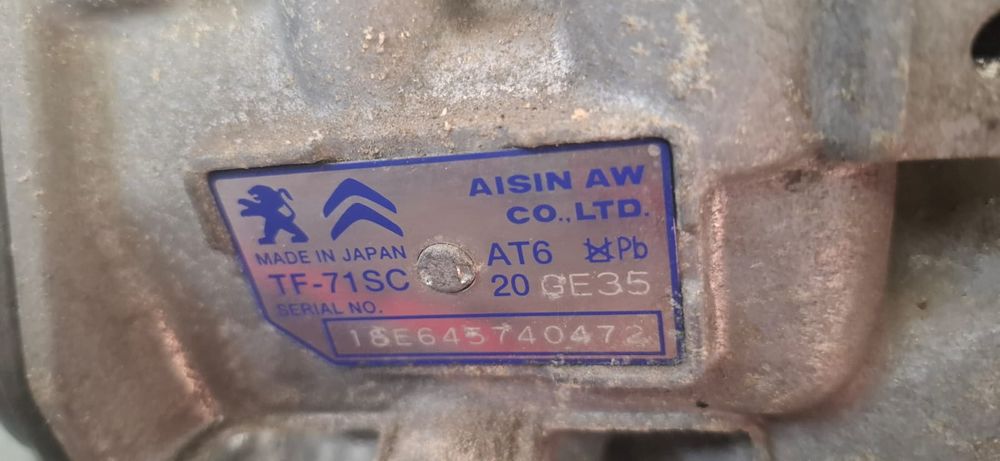 AISIN AW
CO.,LTD.
MADE IN JAPAN
AT6 Pb
TF-71SC
20 GE35
SERIAL NO.
18E645740472